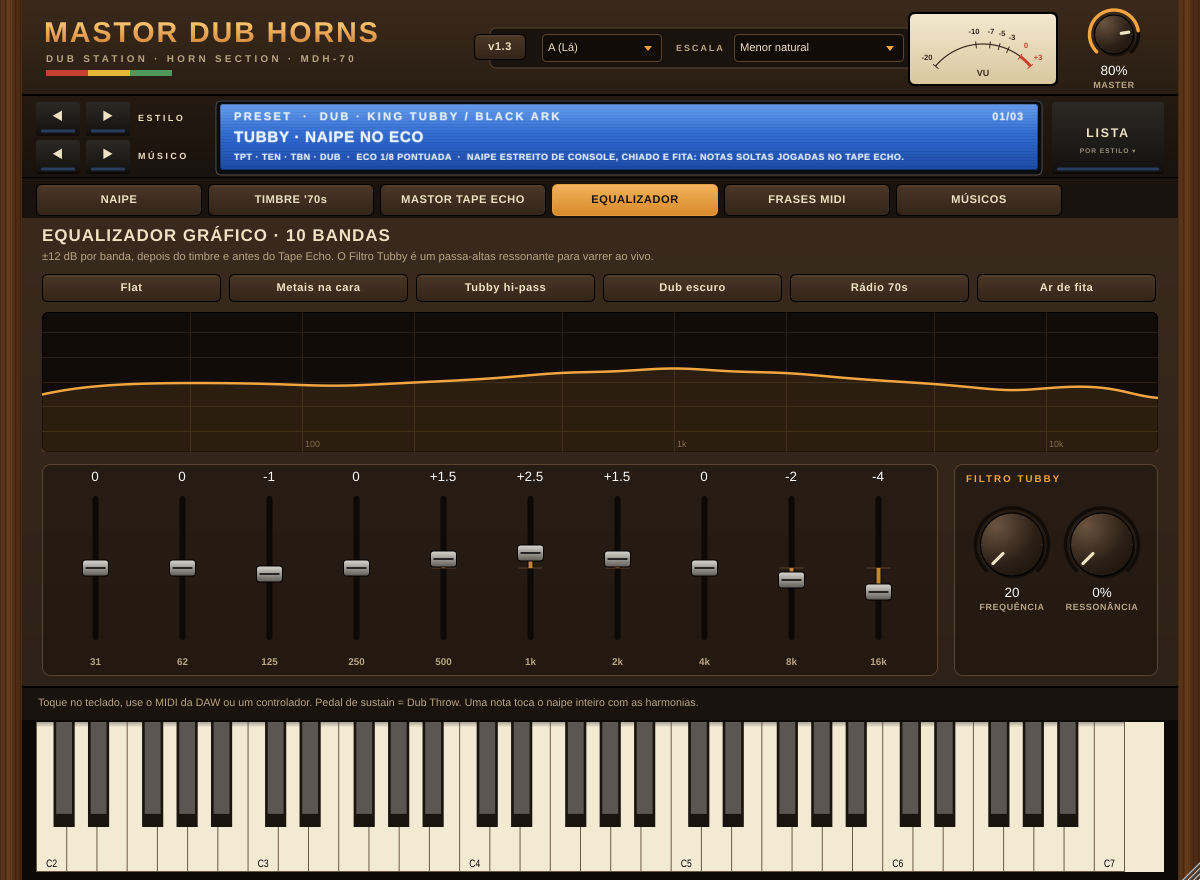 MASTOR DUB HORNS
DUB STATION · HORN SECTION · MDH-70
v1.3
A (Lá)
ESCALA
Menor natural
-20 -10 -7 -5 -3 0 +3
VU
80%
MASTER
ESTILO
MÚSICO
PRESET · DUB · KING TUBBY / BLACK ARK
01/03
TUBBY · NAIPE NO ECO
TPT · TEN · TBN · DUB · ECO 1/8 PONTUADA · NAIPE ESTREITO DE CONSOLE, CHIADO E FITA: NOTAS SOLTAS JOGADAS NO TAPE ECHO.
LISTA
POR ESTILO ▾
NAIPE
TIMBRE '70s
MASTOR TAPE ECHO
EQUALIZADOR
FRASES MIDI
MÚSICOS
EQUALIZADOR GRÁFICO · 10 BANDAS
±12 dB por banda, depois do timbre e antes do Tape Echo. O Filtro Tubby é um passa-altas ressonante para varrer ao vivo.
Flat
Metais na cara
Tubby hi-pass
Dub escuro
Rádio 70s
Ar de fita
100 1k 10k
0 0 -1 0 +1.5 +2.5 +1.5 0 -2 -4
31 62 125 250 500 1k 2k 4k 8k 16k
FILTRO TUBBY
20 0%
FREQUÊNCIA RESSONÂNCIA
Toque no teclado, use o MIDI da DAW ou um controlador. Pedal de sustain = Dub Throw. Uma nota toca o naipe inteiro com as harmonias.
C2 C3 C4 C5 C6 C7